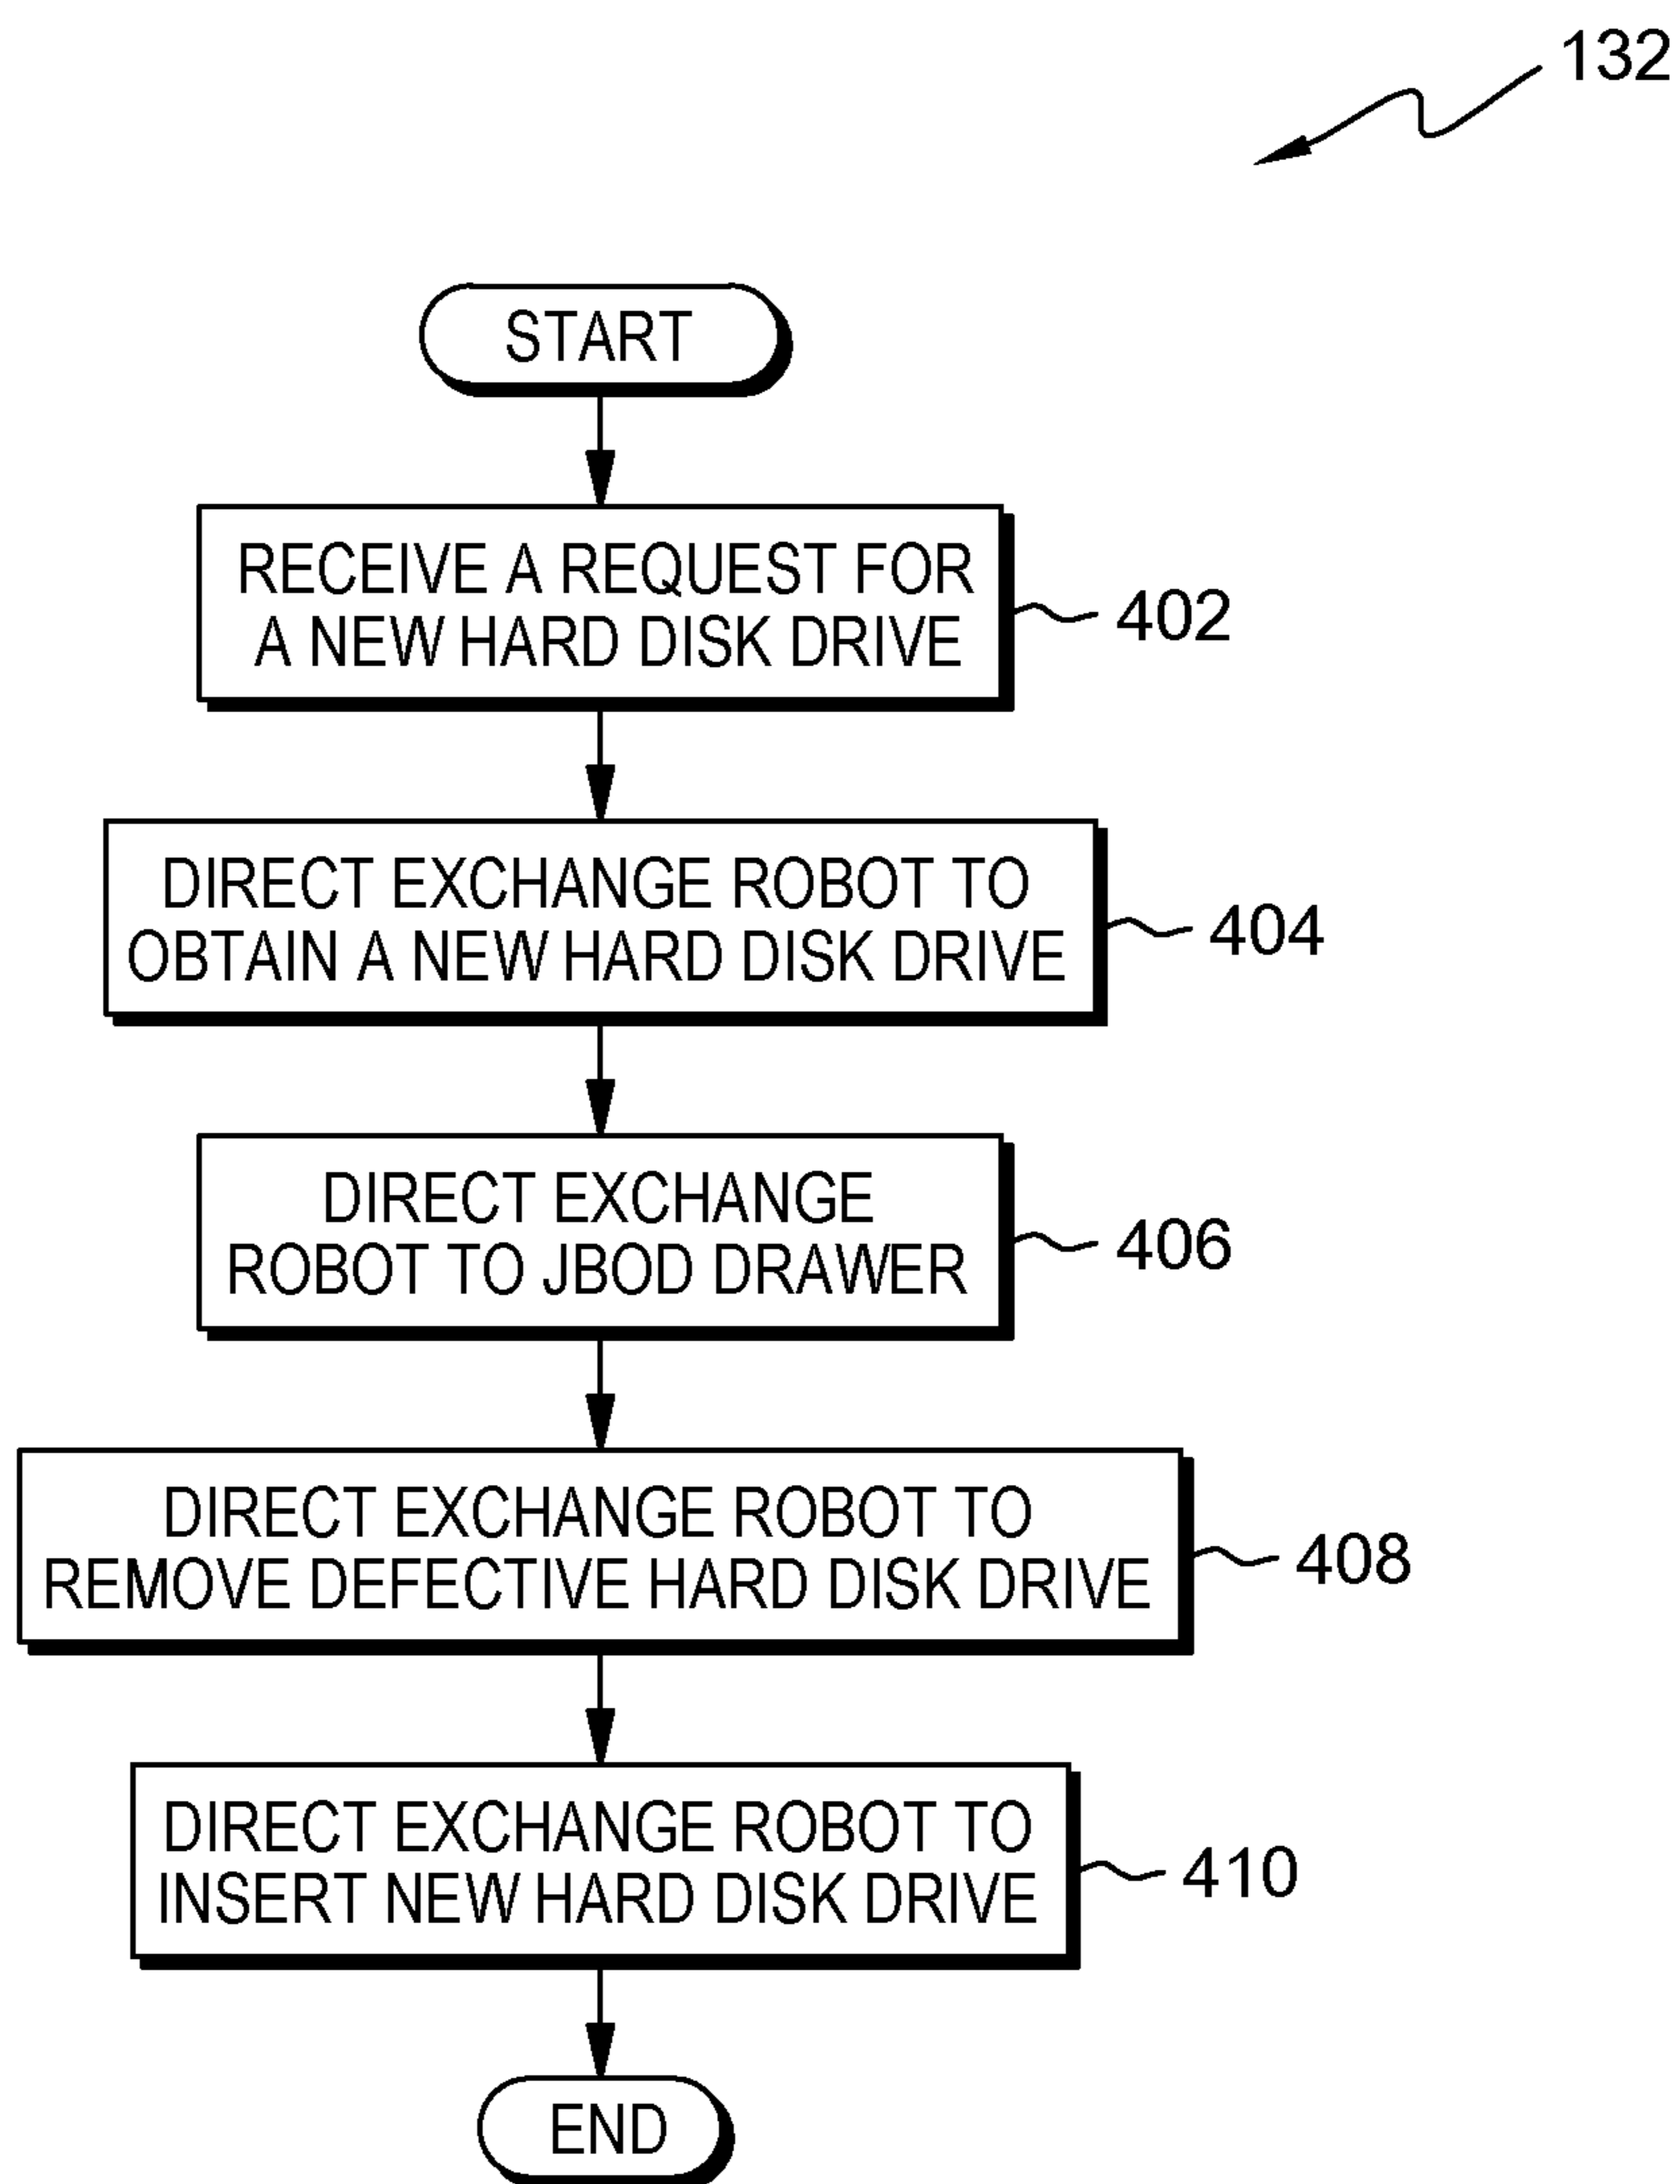 132
START
RECEIVE A REQUEST FOR
A NEW HARD DISK DRIVE
402
DIRECT EXCHANGE ROBOT TO
OBTAIN A NEW HARD DISK DRIVE
404
DIRECT EXCHANGE
ROBOT TO JBOD DRAWER
406
DIRECT EXCHANGE ROBOT TO
REMOVE DEFECTIVE HARD DISK DRIVE
408
DIRECT EXCHANGE ROBOT TO
INSERT NEW HARD DISK DRIVE
410
END